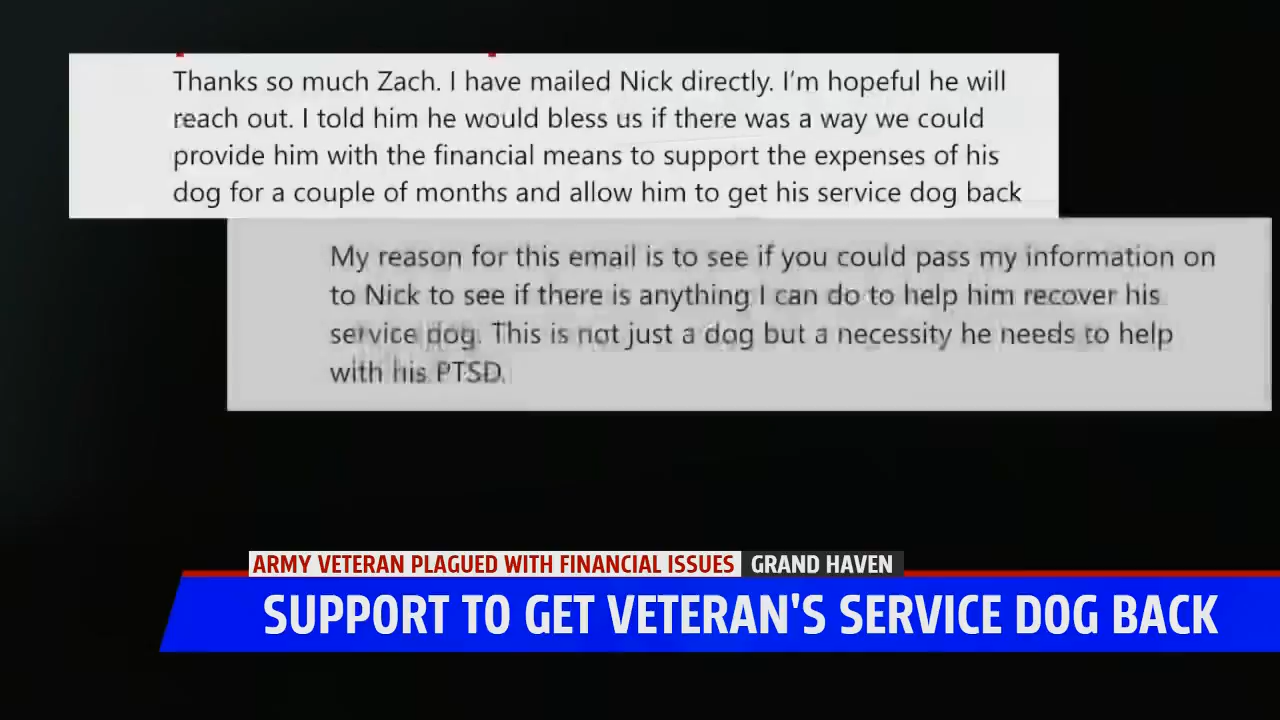 Thanks so much Zach. I have mailed Nick directly. I'm hopeful he will
reach out. I told him he would bless us if there was a way we could
provide him with the financial means to support the expenses of his
dog for a couple of months and allow him to get his service dog back
My reason for this email is to see if you could pass my information on
to Nick to see if there is anything I can do to help him recover his
service dog. This is not just a dog but a necessity he needs to help
with his PTSD.
ARMY VETERAN PLAGUED WITH FINANCIAL ISSUES GRAND HAVEN
SUPPORT TO GET VETERAN'S SERVICE DOG BACK